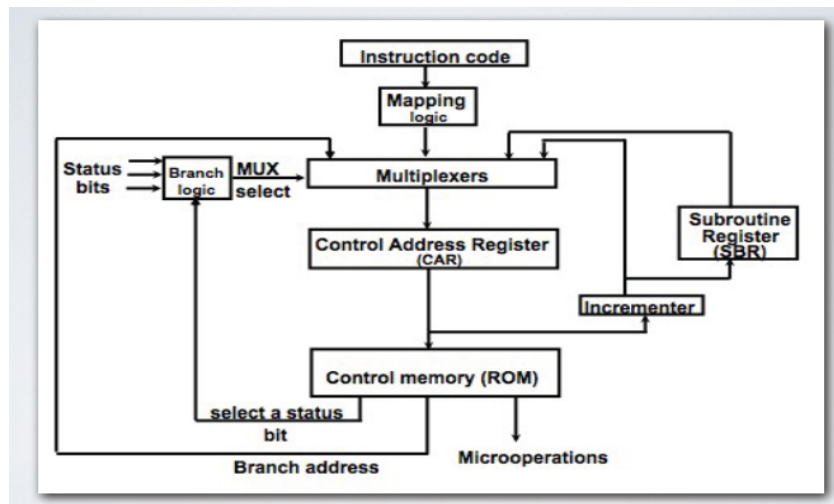 Instruction code
Mapping
logic
Status
bits
Branch
logic
MUX
select
Multiplexers
Control Address Register
(CAR)
Subroutine
Register
(SBR)
Incrementer
Control memory (ROM)
select a status
bit
Branch address
Microoperations